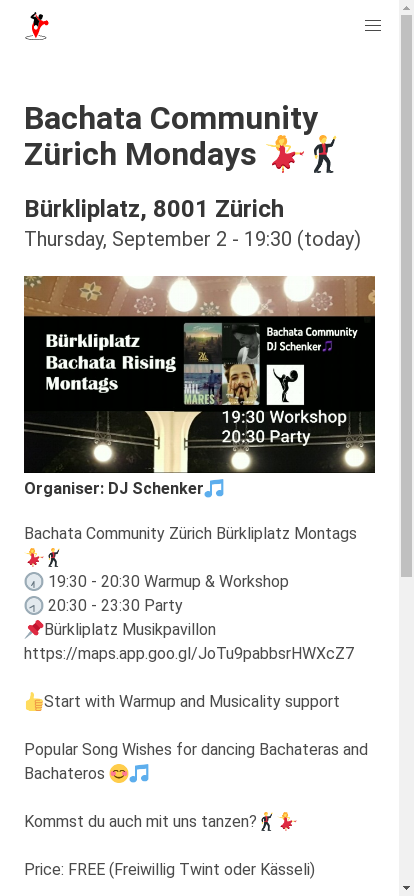 Bachata Community
Zürich Mondays 💃🕺
Bürkliplatz, 8001 Zürich
Thursday, September 2 - 19:30 (today)
Bürkliplatz
Bachata Rising
Montags
Bachata Community
DJ Schenker🎵
19:30 Workshop
20:30 Party
Organiser: DJ Schenker🎵
Bachata Community Zürich Bürkliplatz Montags
💃🕺
🕢 19:30 - 20:30 Warmup & Workshop
🕣 20:30 - 23:30 Party
📌Bürkliplatz Musikpavillon
https://maps.app.goo.gl/JoTu9pabbsrHWXcZ7
👍Start with Warmup and Musicality support
Popular Song Wishes for dancing Bachateras and
Bachateros 😊🎵
Kommst du auch mit uns tanzen?🕺💃
Price: FREE (Freiwillig Twint oder Kässeli)